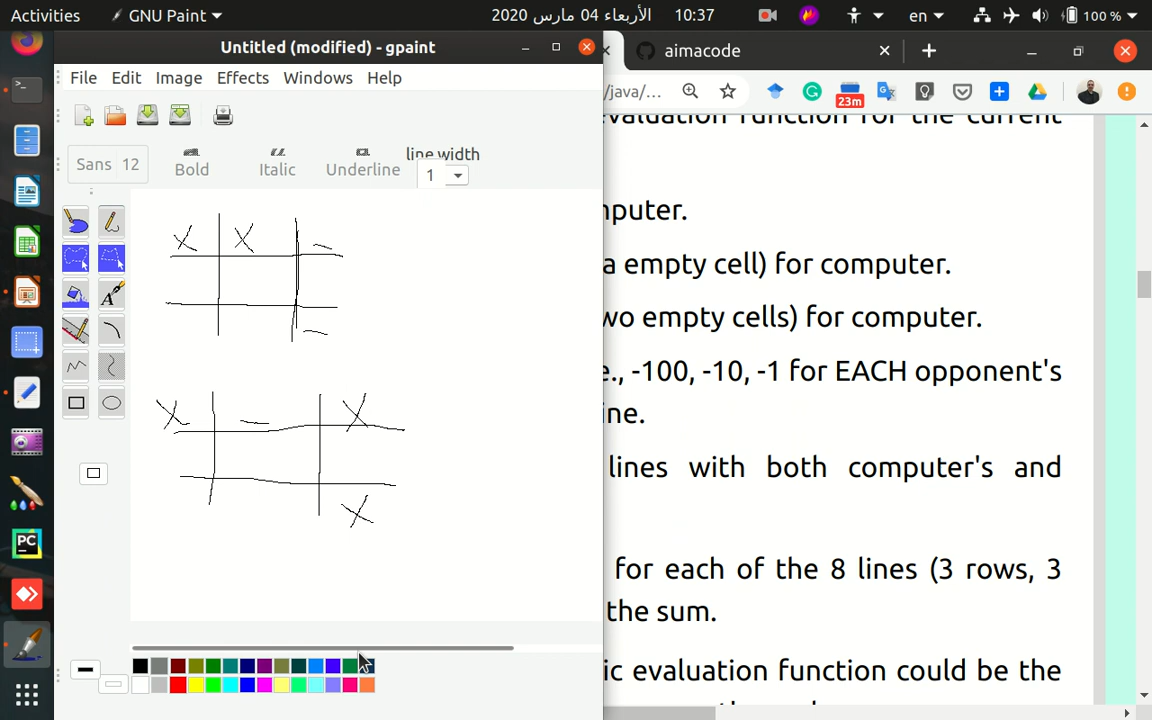 Activities
GNU Paint
الأربعاء 04 مارس 2020
10:37
en
100 %
Untitled (modified) - gpaint
aimacode
File Edit Image Effects Windows Help
/java/...
23m
line width
Sans 12
Bold
Italic
Underline
1
evaluation function for the current
nputer.
a empty cell) for computer.
wo empty cells) for computer.
e., -100, -10, -1 for EACH opponent's
ine.
lines with both computer's and
for each of the 8 lines (3 rows, 3
the sum.
ic evaluation function could be the
X X -
-
X - X
X
A
PC